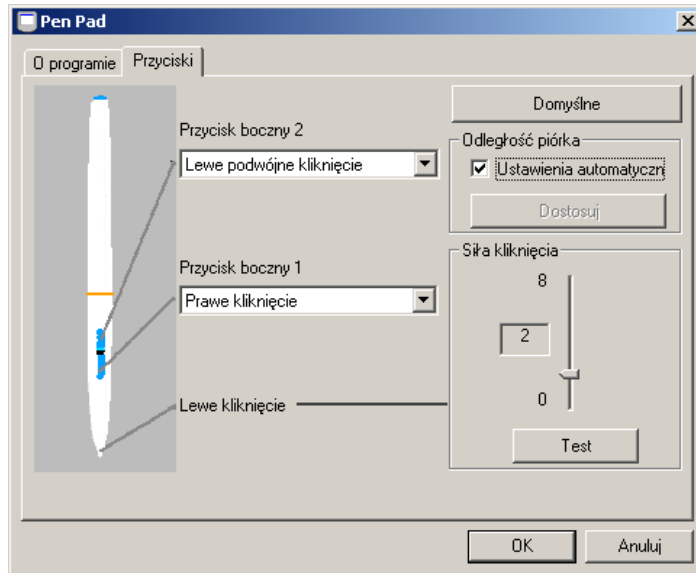 Pen Pad
O programie
Przyciski
Przycisk boczny 2
Lewe podwójne kliknięcie
Przycisk boczny 1
Prawe kliknięcie
Lewe kliknięcie
Domyślne
Odległość piórka
Ustawienia automatyczn
Dostosuj
Siła kliknięcia
8
2
0
Test
OK
Anuluj